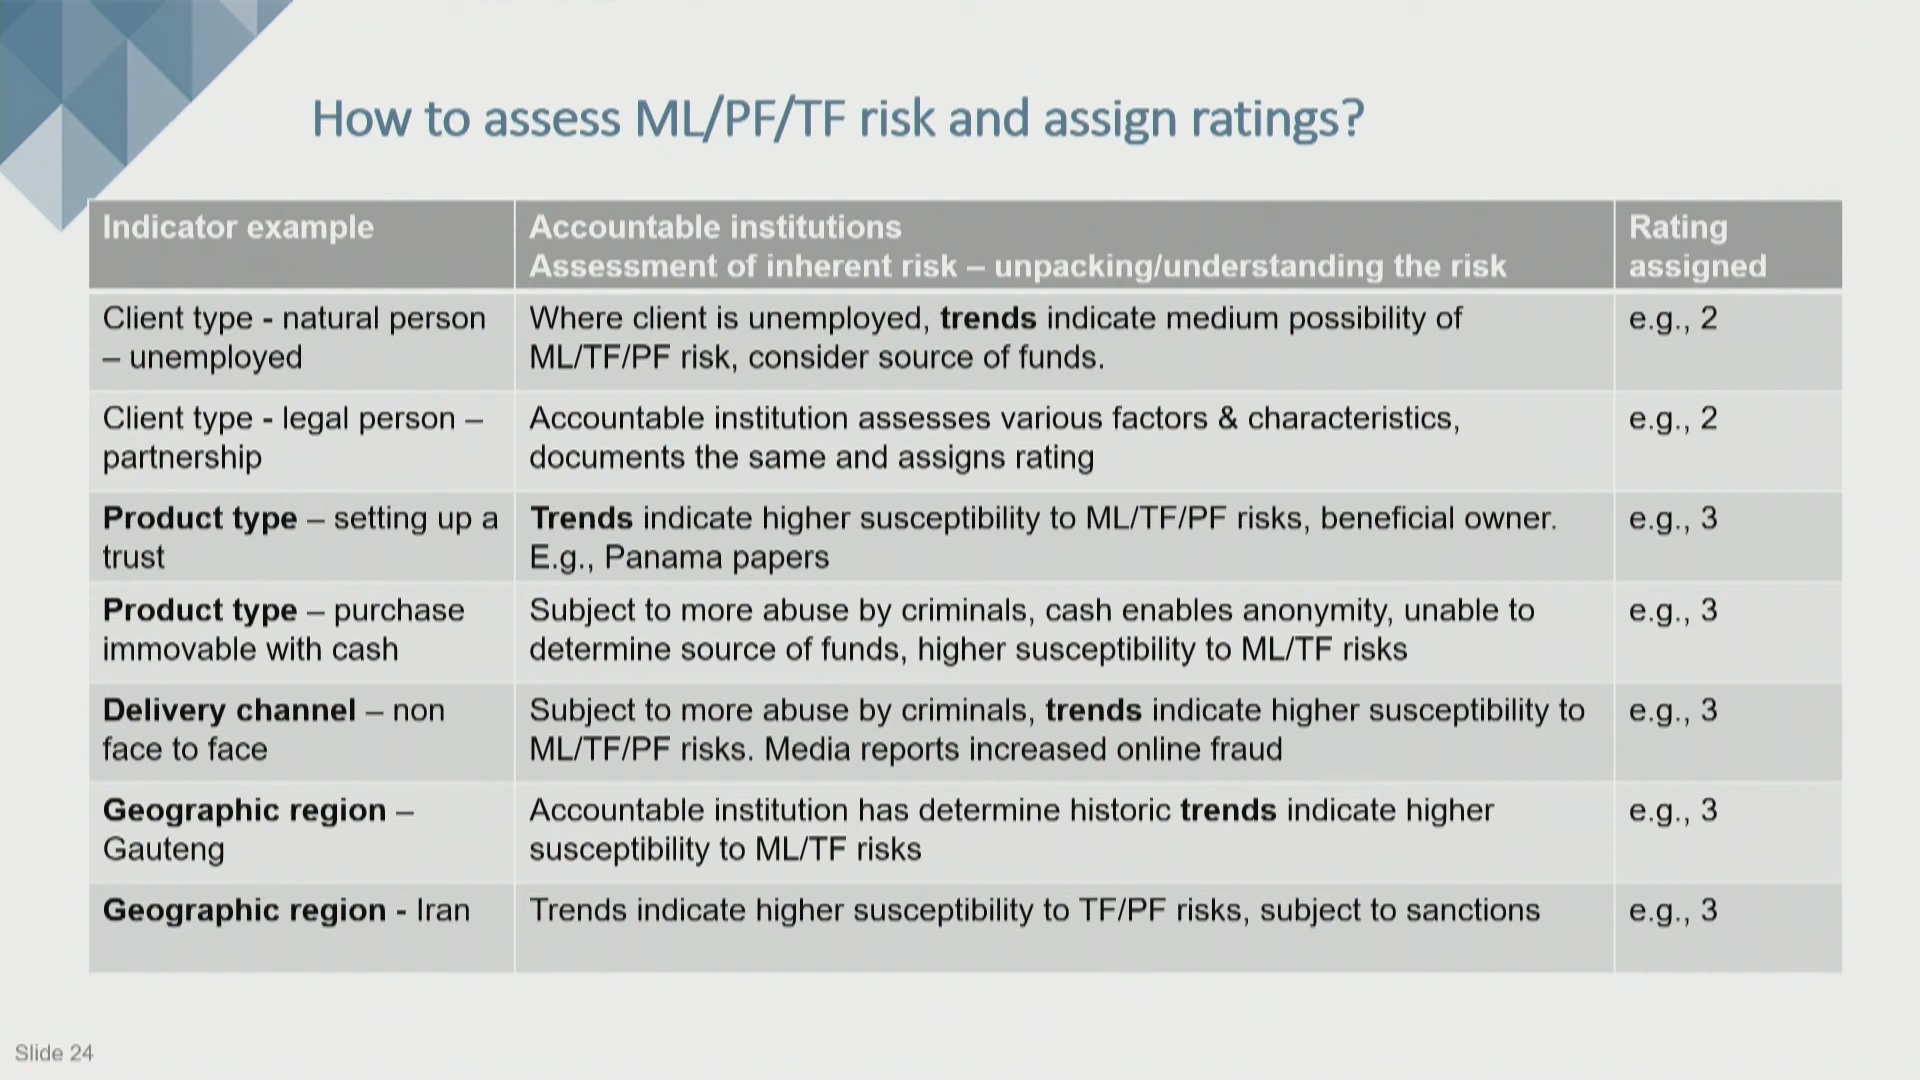 How to assess ML/PF/TF risk and assign ratings?
Indicator example
Accountable institutions
Assessment of inherent risk – unpacking/understanding the risk
Rating
assigned
Client type - natural person
– unemployed
Where client is unemployed, trends indicate medium possibility of
ML/TF/PF risk, consider source of funds.
e.g., 2
Client type - legal person –
partnership
Accountable institution assesses various factors & characteristics,
documents the same and assigns rating
e.g., 2
Product type – setting up a
trust
Trends indicate higher susceptibility to ML/TF/PF risks, beneficial owner.
E.g., Panama papers
e.g., 3
Product type – purchase
immovable with cash
Subject to more abuse by criminals, cash enables anonymity, unable to
determine source of funds, higher susceptibility to ML/TF risks
e.g., 3
Delivery channel – non
face to face
Subject to more abuse by criminals, trends indicate higher susceptibility to
ML/TF/PF risks. Media reports increased online fraud
e.g., 3
Geographic region –
Gauteng
Accountable institution has determine historic trends indicate higher
susceptibility to ML/TF risks
e.g., 3
Geographic region - Iran
Trends indicate higher susceptibility to TF/PF risks, subject to sanctions
e.g., 3
Slide 24